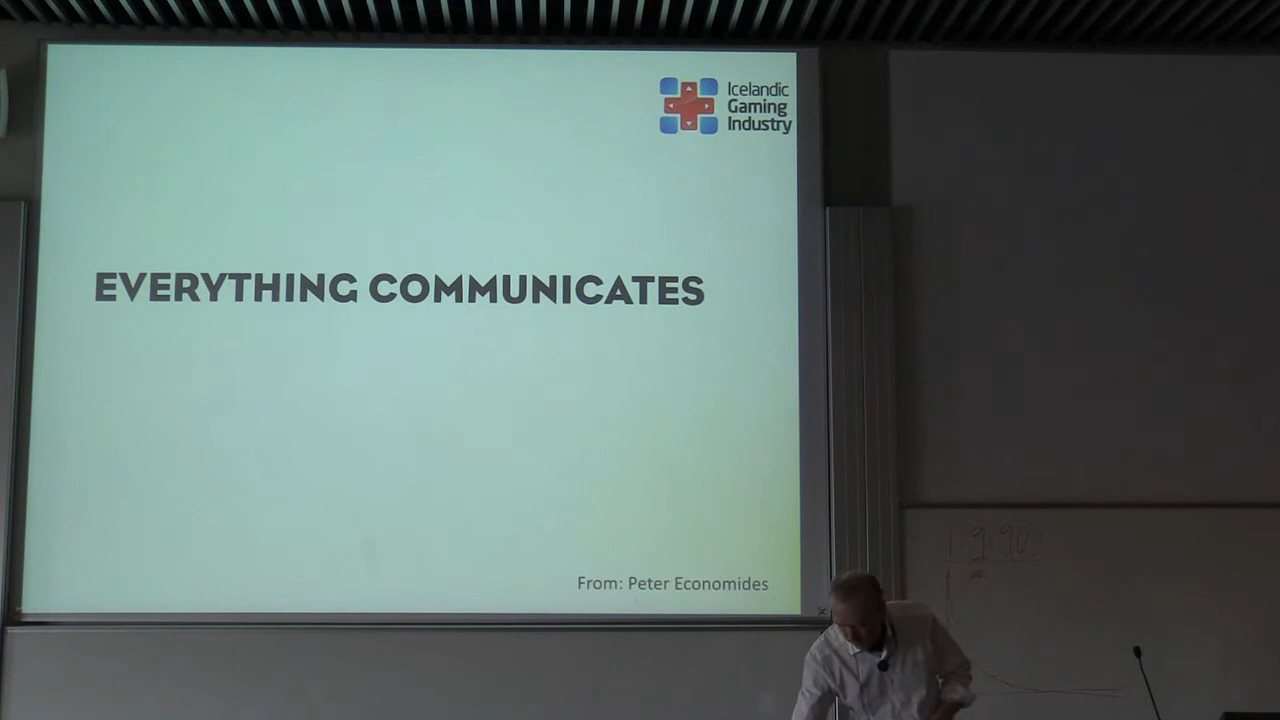 Icelandic
Gaming
Industry
EVERYTHING COMMUNICATES
From: Peter Economides